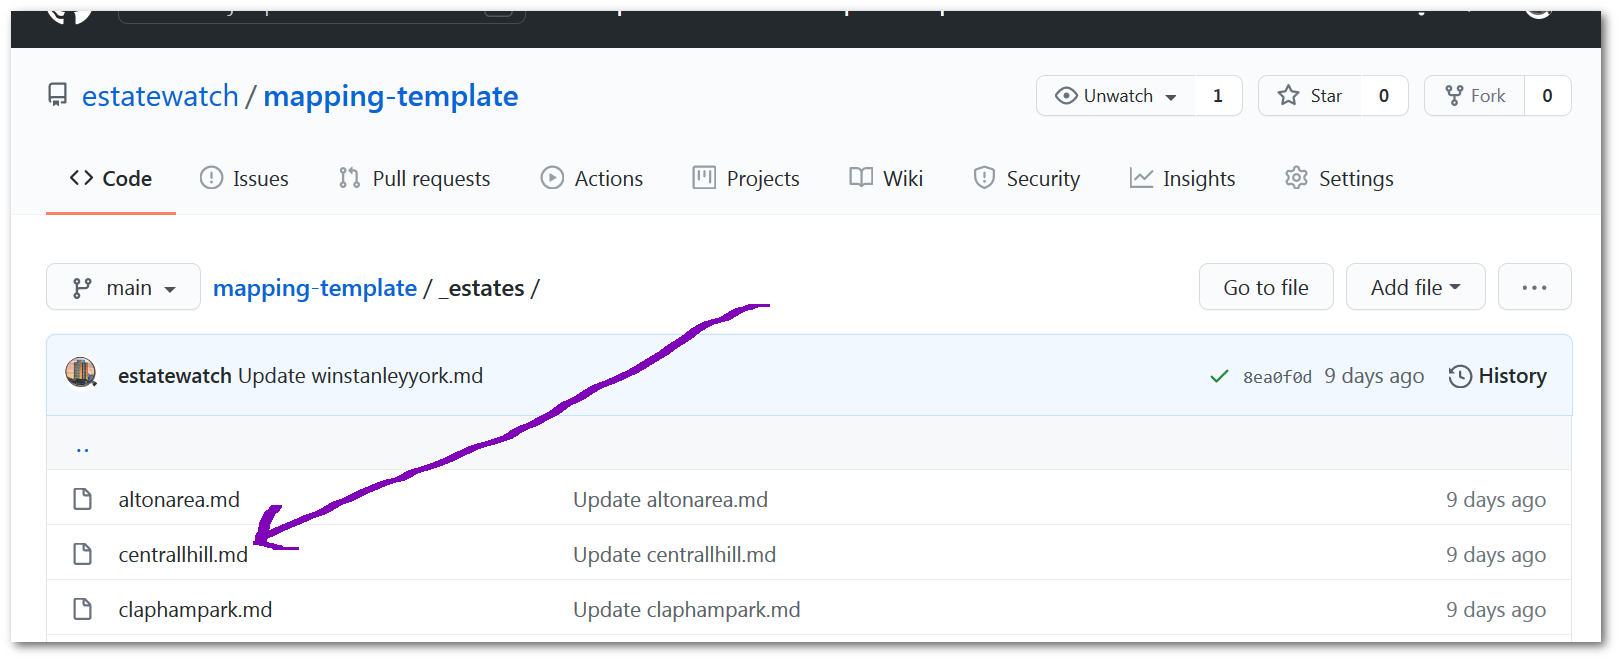 estatewatch / mapping-template
Unwatch 1 Star 0 Fork 0
Code Issues Pull requests Actions Projects Wiki Security Insights Settings
main mapping-template / _estates / Go to file Add file ...
estatewatch Update winstanleyyork.md 8ea0f0d 9 days ago History
..
altonarea.md Update altonarea.md 9 days ago
centrallhill.md Update centrallhill.md 9 days ago
claphampark.md Update claphampark.md 9 days ago